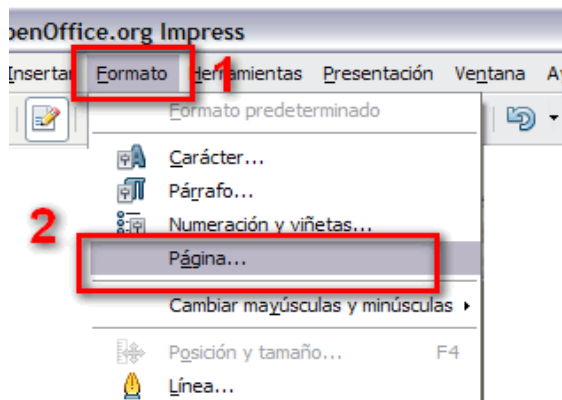 penOffice.org Impress
Insertar Formato Herramientas Presentación Ventana
1
Formato predeterminado
Carácter...
Párrafo...
Numeración y viñetas...
2
Página...
Cambiar mayúsculas y minúsculas
Posición y tamaño... F4
Línea...